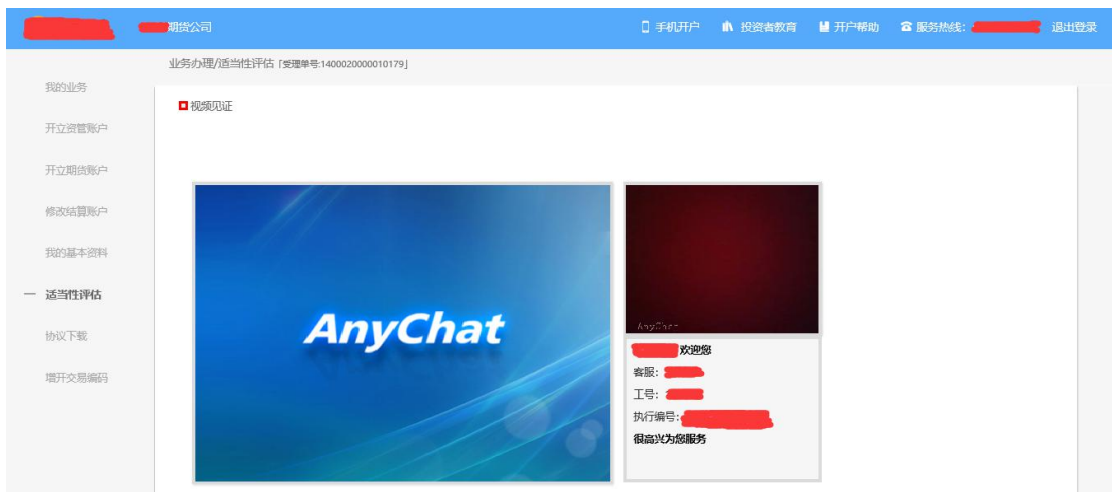 期货公司 手机开户 投资者教育 开户帮助 服务热线: 退出登录
业务办理/适当性评估「受理单号:1400020000010179」
我的业务
开立资管账户
开立期货账户
修改结算账户
我的基本资料
适当性评估
协议下载
增开交易编码
视频见证
AnyChat
AnyChat
欢迎您
客服:
工号:
执行编号:
很高兴为您服务